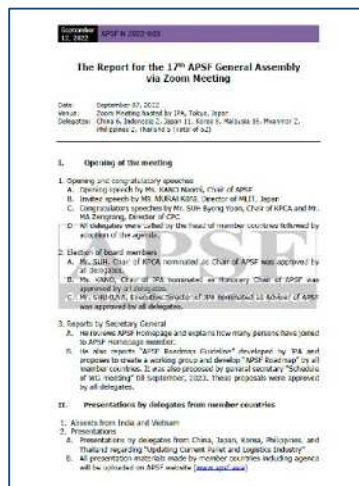 September
12, 2022
APSF N 2022-003
The Report for the 17th APSF General Assembly
via Zoom Meeting
Date: September 07, 2022
Venue: Zoom Meeting hosted by JPA, Tokyo, Japan
Delegates: China 6, Indonesia 2, Japan 11, Korea 6, Malaysia 16, Myanmar 2,
Philippines 2, Thailand 5 (Total of 52)
I. Opening of the meeting
1. Opening and congratulatory speeches
A. Opening speech by Ms. KANO Naomi, Chair of APSF
B. Invited speech by MR. MURAI, Director of MLIT, Japan
C. Congratulatory speeches by Mr. SUH Byong Yoon, Chair of KPCA and Mr.
MA Zengrong, Director of CPC
D. All delegates were called by the head of member countries followed by
adoption of the agenda.
APSF
2. Election of board members
A. Mr. SUH, Chair of KPCA nominated as Chair of APSF was approved by
all delegates.
B. Ms. KANO, Chair of JPA nominated as Honorary Chair of APSF was
approved by all delegates.
C. Mr. Executive Director of JPA nominated as Adviser of APSF
was approved by all delegates.
3. Reports by Secretary General
A. He reviews APSF Homepage and explains how many persons have joined
to APSF Homepage member.
B. He also reports "APSF Roadmap Guideline" developed by JPA and
proposes to create a working group and develop "APSF Roadmap" by all
member countries. It was also proposed by general secretary "Schedule
of WG meeting" till September, 2023. These proposals were approved
by all delegates.
II. Presentations by delegates from member countries
1. Absents from India and Vietnam
2. Presentations
A. Presentations by delegates from China, Japan, Korea, Philippines, and
Thailand regarding "Updating Current Pallet and Logistics Industry"
B. All presentation materials made by member countries including agenda
will be uploaded on APSF website (www.apsf.asia)